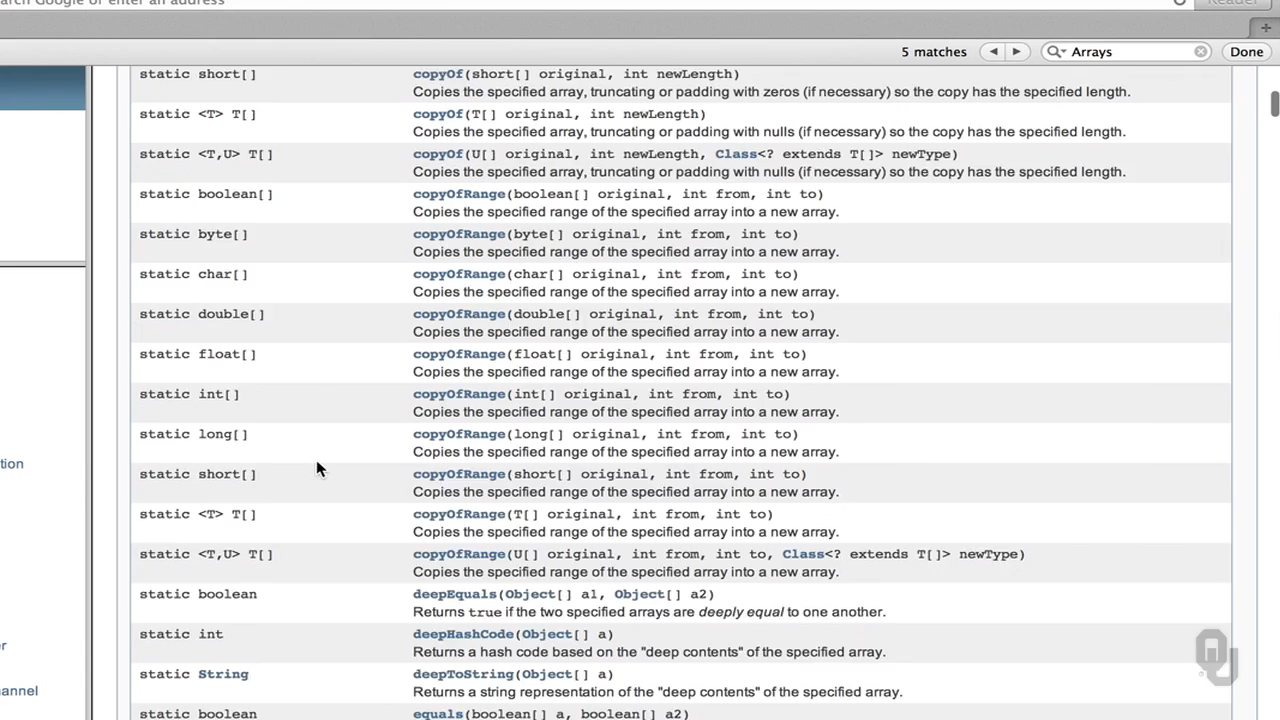 arch Google or enter an address
Reader
5 matches
Arrays
Done
static short[] copyOf(short[] original, int newLength)
Copies the specified array, truncating or padding with zeros (if necessary) so the copy has the specified length.
static <T> T[] copyOf(T[] original, int newLength)
Copies the specified array, truncating or padding with nulls (if necessary) so the copy has the specified length.
static <T,U> T[] copyOf(U[] original, int newLength, Class<? extends T[]> newType)
Copies the specified array, truncating or padding with nulls (if necessary) so the copy has the specified length.
static boolean[] copyOfRange(boolean[] original, int from, int to)
Copies the specified range of the specified array into a new array.
static byte[] copyOfRange(byte[] original, int from, int to)
Copies the specified range of the specified array into a new array.
static char[] copyOfRange(char[] original, int from, int to)
Copies the specified range of the specified array into a new array.
static double[] copyOfRange(double[] original, int from, int to)
Copies the specified range of the specified array into a new array.
static float[] copyOfRange(float[] original, int from, int to)
Copies the specified range of the specified array into a new array.
static int[] copyOfRange(int[] original, int from, int to)
Copies the specified range of the specified array into a new array.
static long[] copyOfRange(long[] original, int from, int to)
Copies the specified range of the specified array into a new array.
tion
static short[] copyOfRange(short[] original, int from, int to)
Copies the specified range of the specified array into a new array.
static <T> T[] copyOfRange(T[] original, int from, int to)
Copies the specified range of the specified array into a new array.
static <T,U> T[] copyOfRange(U[] original, int from, int to, Class<? extends T[]> newType)
Copies the specified range of the specified array into a new array.
static boolean deepEquals(Object[] a1, Object[] a2)
Returns true if the two specified arrays are deeply equal to one another.
static int deepHashCode(Object[] a)
r
Returns a hash code based on the "deep contents" of the specified array.
static String deepToString(Object[] a)
annel
Returns a string representation of the "deep contents" of the specified array.
static boolean equals(boolean[] a, boolean[] a2)